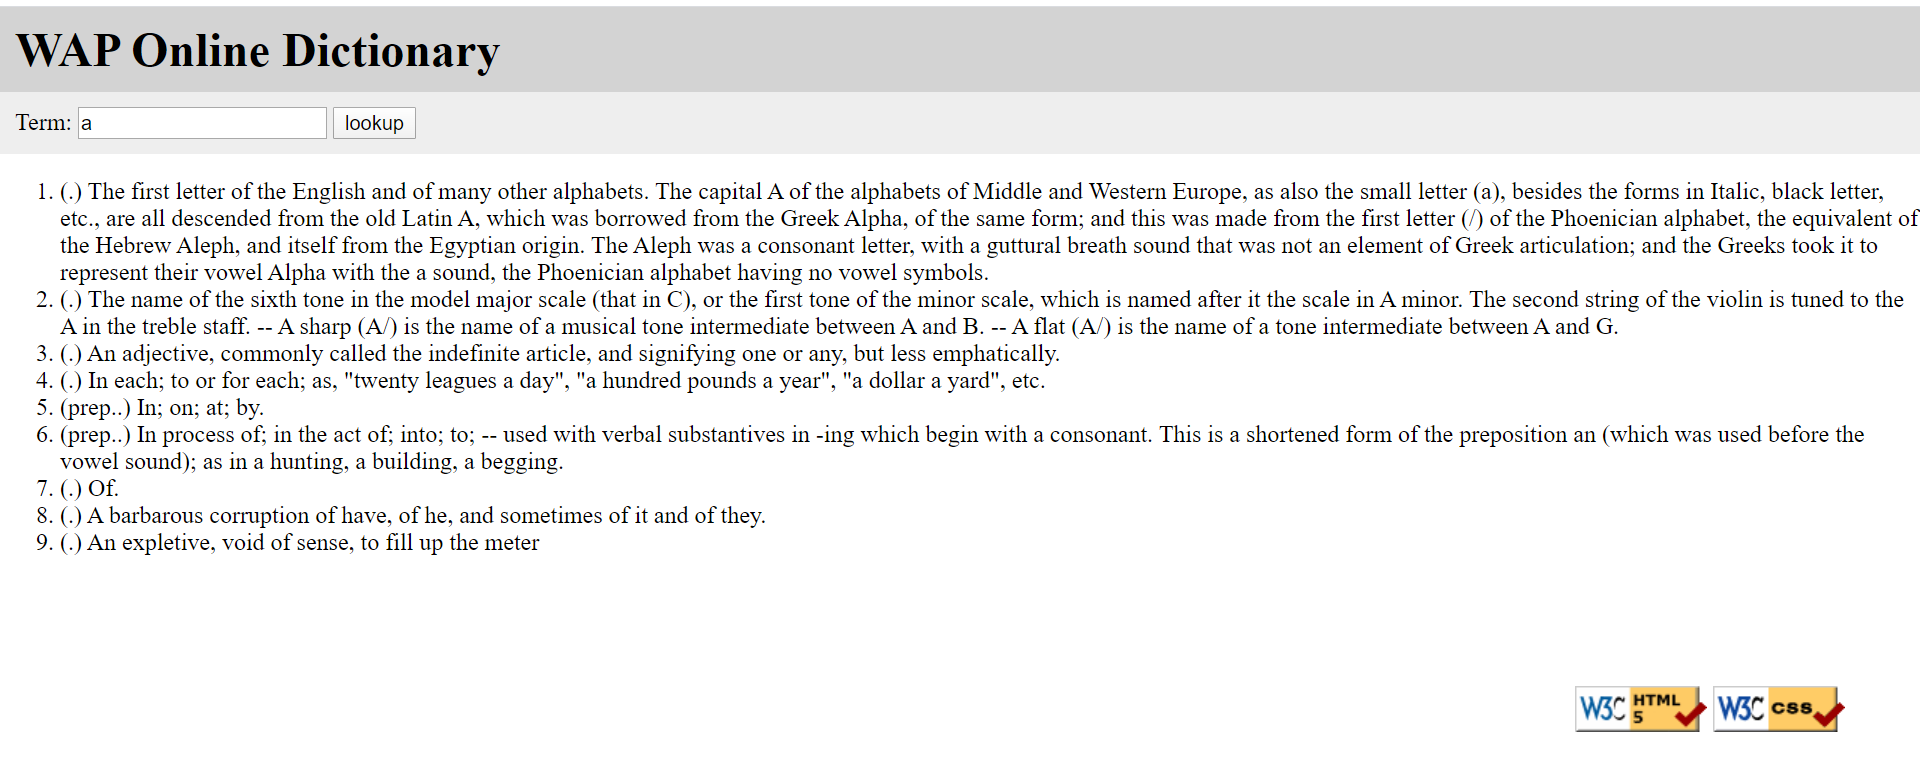 WAP Online Dictionary
Term: a lookup
1. (.) The first letter of the English and of many other alphabets. The capital A of the alphabets of Middle and Western Europe, as also the small letter (a), besides the forms in Italic, black letter,
etc., are all descended from the old Latin A, which was borrowed from the Greek Alpha, of the same form; and this was made from the first letter (/) of the Phoenician alphabet, the equivalent of
the Hebrew Aleph, and itself from the Egyptian origin. The Aleph was a consonant letter, with a guttural breath sound that was not an element of Greek articulation; and the Greeks took it to
represent their vowel Alpha with the a sound, the Phoenician alphabet having no vowel symbols.
2. (.) The name of the sixth tone in the model major scale (that in C), or the first tone of the minor scale, which is named after it the scale in A minor. The second string of the violin is tuned to the
A in the treble staff. -- A sharp (A/) is the name of a musical tone intermediate between A and B. -- A flat (A/) is the name of a tone intermediate between A and G.
3. (.) An adjective, commonly called the indefinite article, and signifying one or any, but less emphatically.
4. (.) In each; to or for each; as, "twenty leagues a day", "a hundred pounds a year", "a dollar a yard", etc.
5. (prep..) In; on; at; by.
6. (prep..) In process of; in the act of; into; to; -- used with verbal substantives in -ing which begin with a consonant. This is a shortened form of the preposition an (which was used before the
vowel sound); as in a hunting, a building, a begging.
7. (.) Of.
8. (.) A barbarous corruption of have, of he, and sometimes of it and of they.
9. (.) An expletive, void of sense, to fill up the meter
W3C HTML 5 W3C css